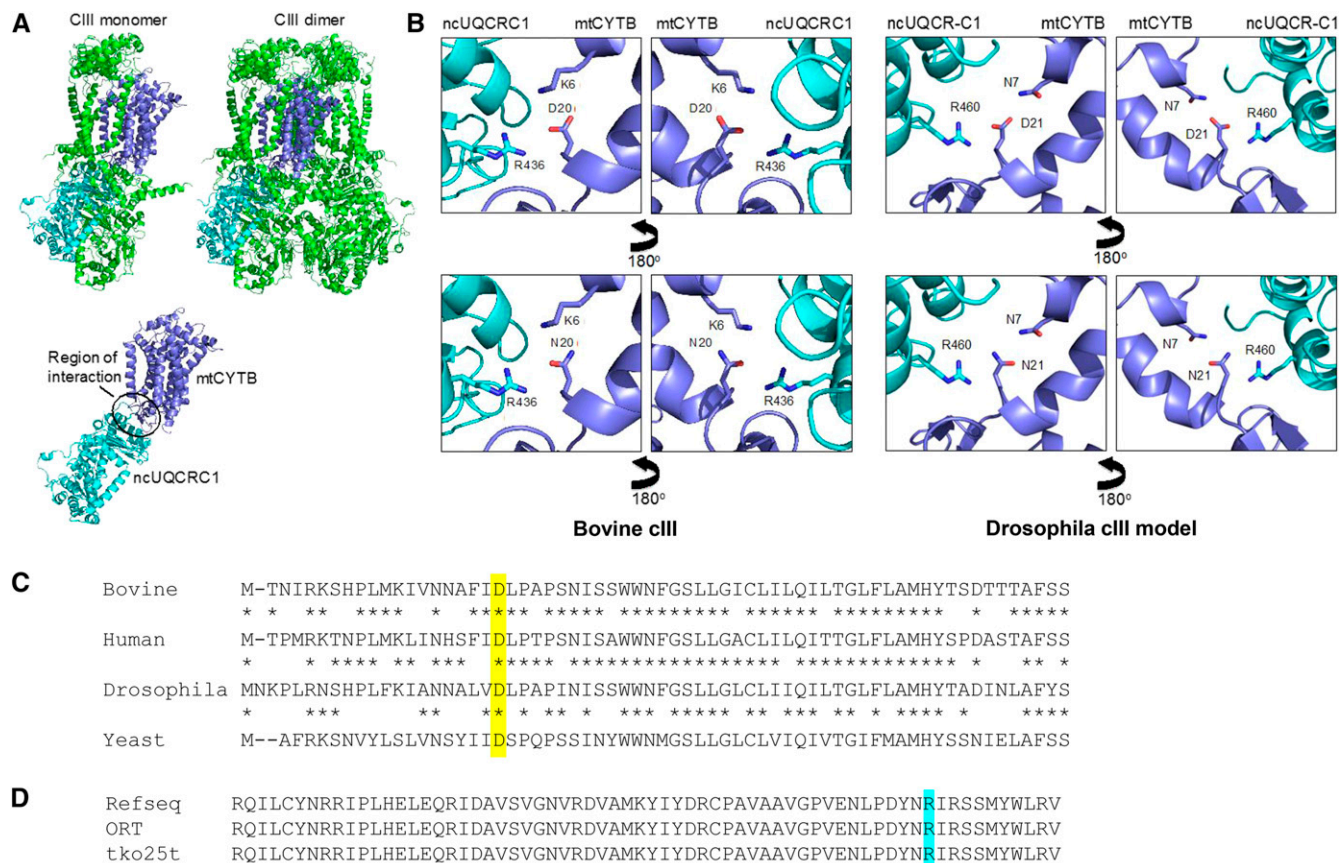 A
CIII monomer
CIII dimer
Region of
interaction
mtCYTB
ncUQCRC1
B
ncUQCRC1 mtCYTB mtCYTB ncUQCRC1
K6
D20
R436
K6
D20
R436
180°
K6
N20
R436
K6
N20
R436
180°
Bovine cIII
ncUQCR-C1 mtCYTB mtCYTB ncUQCR-C1
N7
R460
D21
N7
R460
D21
180°
N7
R460
N21
N7
R460
N21
180°
Drosophila cIII model
C
Bovine M-TNIRKSHPLMKIVNNAFIDLPAPSNISSWWNFGSLLGICLILQILTGLFLAMHYTSDTTTAFSS
* * ** ** *** ** ***** ** **** ********* ***** *********** * ****
Human M-TPMRKTNPLMKLINHSFIDLPTPSNISAWWNFGSLLGACLILQITTGLFLAMHYSPDASTAFSS
* * ** **** ** *** **** ** *** ********* ** *** ********* * ** *
Drosophila MNKPLRNSHPLFKIANNALVDLPAPINISSWWNFGSLLGLCLIIQILTGLFLAMHYTADINLAFYS
* * *** ** ** * * * ** ** ***** ** ** ** * **** * ****
Yeast M--AFRKSNVYLSLVNSYIIDSPQPSSINYWWNMGSLLGLCLVIQIVTGIFMAMHYSSNIELAFSS
D
Refseq RQILCYNRRIPLHELEQRIDAVSVGNVRDVAMKYIYDRCPAVAAVGPVENLPDYNRIRSSMYWLRV
ORT RQILCYNRRIPLHELEQRIDAVSVGNVRDVAMKYIYDRCPAVAAVGPVENLPDYNRIRSSMYWLRV
tko25t RQILCYNRRIPLHELEQRIDAVSVGNVRDVAMKYIYDRCPAVAAVGPVENLPDYNRIRSSMYWLRV